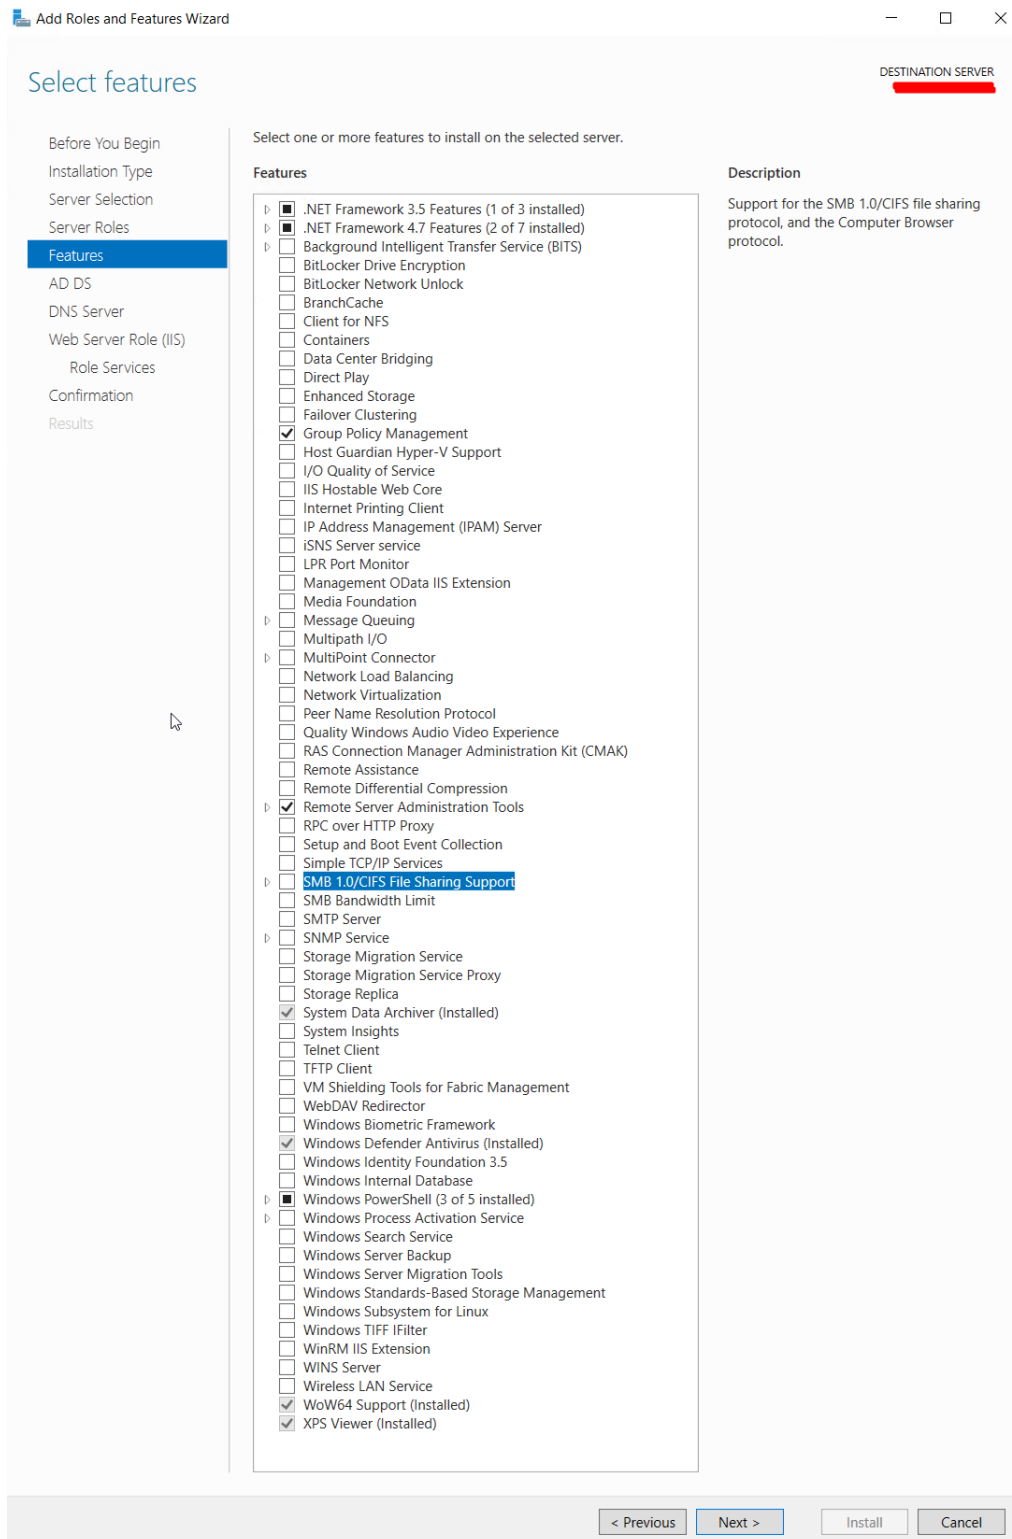 Add Roles and Features Wizard
Select features
DESTINATION SERVER
Before You Begin
Installation Type
Server Selection
Server Roles
Features
AD DS
DNS Server
Web Server Role (IIS)
Role Services
Confirmation
Results
Select one or more features to install on the selected server.
Features
.NET Framework 3.5 Features (1 of 3 installed)
.NET Framework 4.7 Features (2 of 7 installed)
Background Intelligent Transfer Service (BITS)
BitLocker Drive Encryption
BitLocker Network Unlock
BranchCache
Client for NFS
Containers
Data Center Bridging
Direct Play
Enhanced Storage
Failover Clustering
Group Policy Management
Host Guardian Hyper-V Support
I/O Quality of Service
IIS Hostable Web Core
Internet Printing Client
IP Address Management (IPAM) Server
iSNS Server service
LPR Port Monitor
Management OData IIS Extension
Media Foundation
Message Queuing
Multipath I/O
MultiPoint Connector
Network Load Balancing
Network Virtualization
Peer Name Resolution Protocol
Quality Windows Audio Video Experience
RAS Connection Manager Administration Kit (CMAK)
Remote Assistance
Remote Differential Compression
Remote Server Administration Tools
RPC over HTTP Proxy
Setup and Boot Event Collection
Simple TCP/IP Services
SMB 1.0/CIFS File Sharing Support
SMB Bandwidth Limit
SMTP Server
SNMP Service
Storage Migration Service
Storage Migration Service Proxy
Storage Replica
System Data Archiver (Installed)
System Insights
Telnet Client
TFTP Client
VM Shielding Tools for Fabric Management
WebDAV Redirector
Windows Biometric Framework
Windows Defender Antivirus (Installed)
Windows Identity Foundation 3.5
Windows Internal Database
Windows PowerShell (3 of 5 installed)
Windows Process Activation Service
Windows Search Service
Windows Server Backup
Windows Server Migration Tools
Windows Standards-Based Storage Management
Windows Subsystem for Linux
Windows TIFF IFilter
WinRM IIS Extension
WINS Server
Wireless LAN Service
WoW64 Support (Installed)
XPS Viewer (Installed)
Description
Support for the SMB 1.0/CIFS file sharing
protocol, and the Computer Browser
protocol.
< Previous
Next >
Install
Cancel